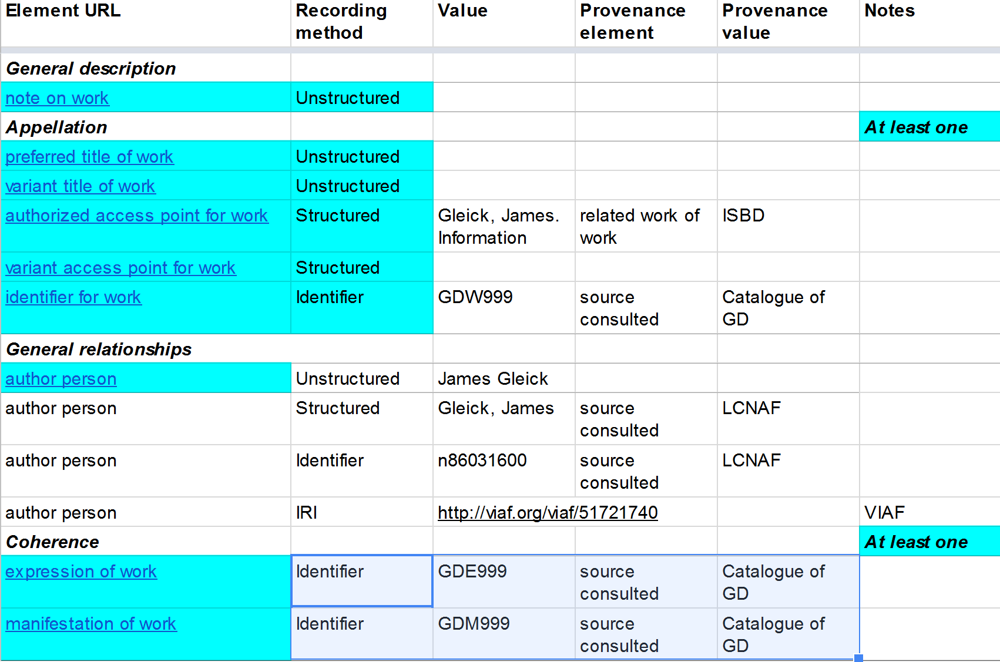 Element URL Recording method Value Provenance element Provenance value Notes
General description
note on work Unstructured
Appellation At least one
preferred title of work Unstructured
variant title of work Unstructured
authorized access point for work Structured Gleick, James. Information related work of work ISBD
variant access point for work Structured
identifier for work Identifier GDW999 source consulted Catalogue of GD
General relationships
author person Unstructured James Gleick
author person Structured Gleick, James source consulted LCNAF
author person Identifier n86031600 source consulted LCNAF
author person IRI http://viaf.org/viaf/51721740 VIAF
Coherence At least one
expression of work Identifier GDE999 source consulted Catalogue of GD
manifestation of work Identifier GDM999 source consulted Catalogue of GD